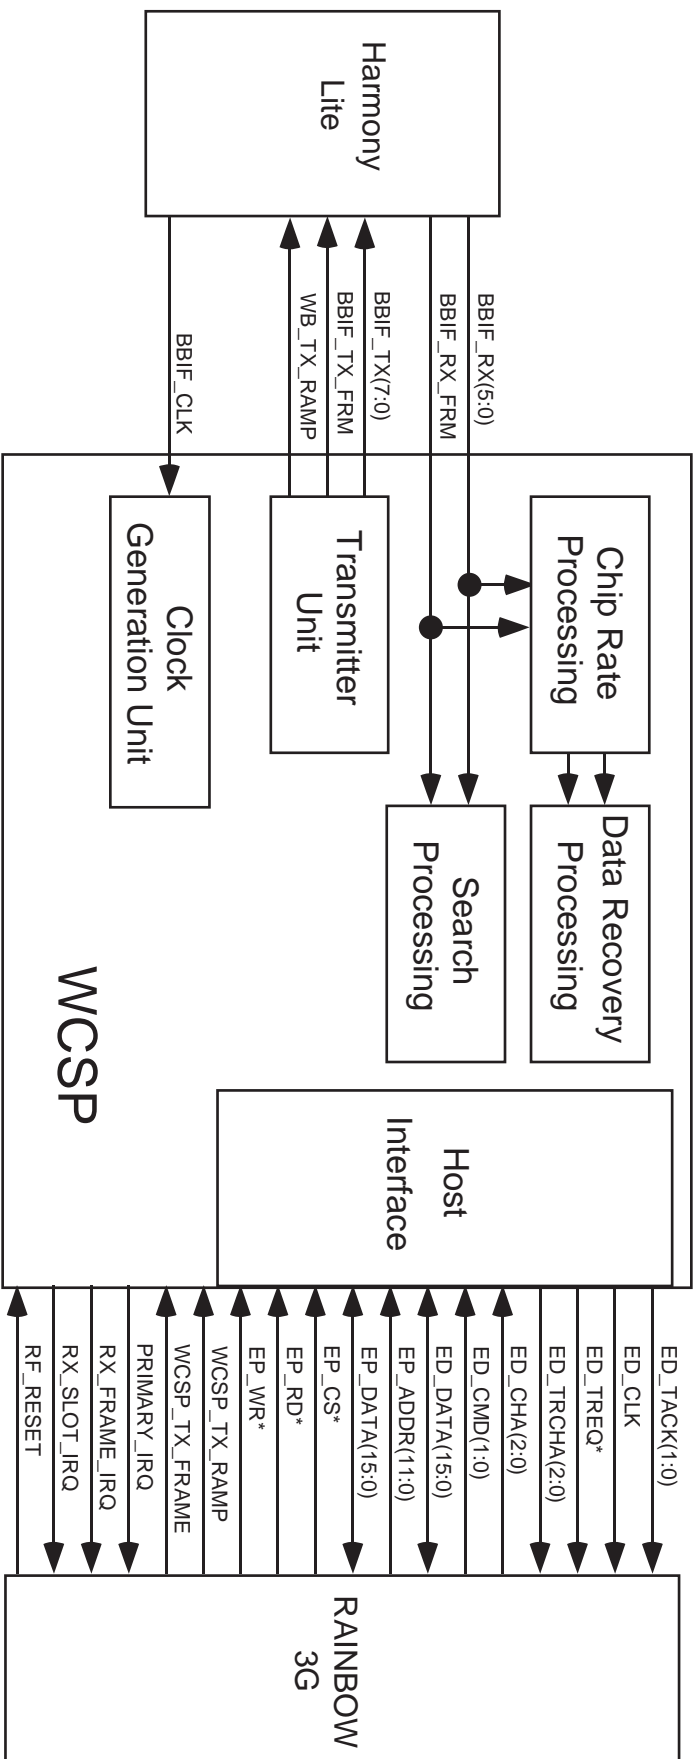 Harmony
Lite
BBIF_RX(5:0)
BBIF_RX_FRM
BBIF_TX(7:0)
BBIF_TX_FRM
WB_TX_RAMP
BBIF_CLK
Chip Rate
Processing
Data Recovery
Processing
Search
Processing
Transmitter
Unit
Clock
Generation Unit
WCSP
Host
Interface
ED_TACK(1:0)
ED_CLK
ED_TREQ*
ED_TRCHA(2:0)
ED_CHA(2:0)
ED_CMD(1:0)
ED_DATA(15:0)
EP_ADDR(11:0)
EP_DATA(15:0)
EP_CS*
EP_RD*
EP_WR*
WCSP_TX_RAMP
WCSP_TX_FRAME
PRIMARY_IRQ
RX_FRAME_IRQ
RX_SLOT_IRQ
RF_RESET
RAINBOW
3G